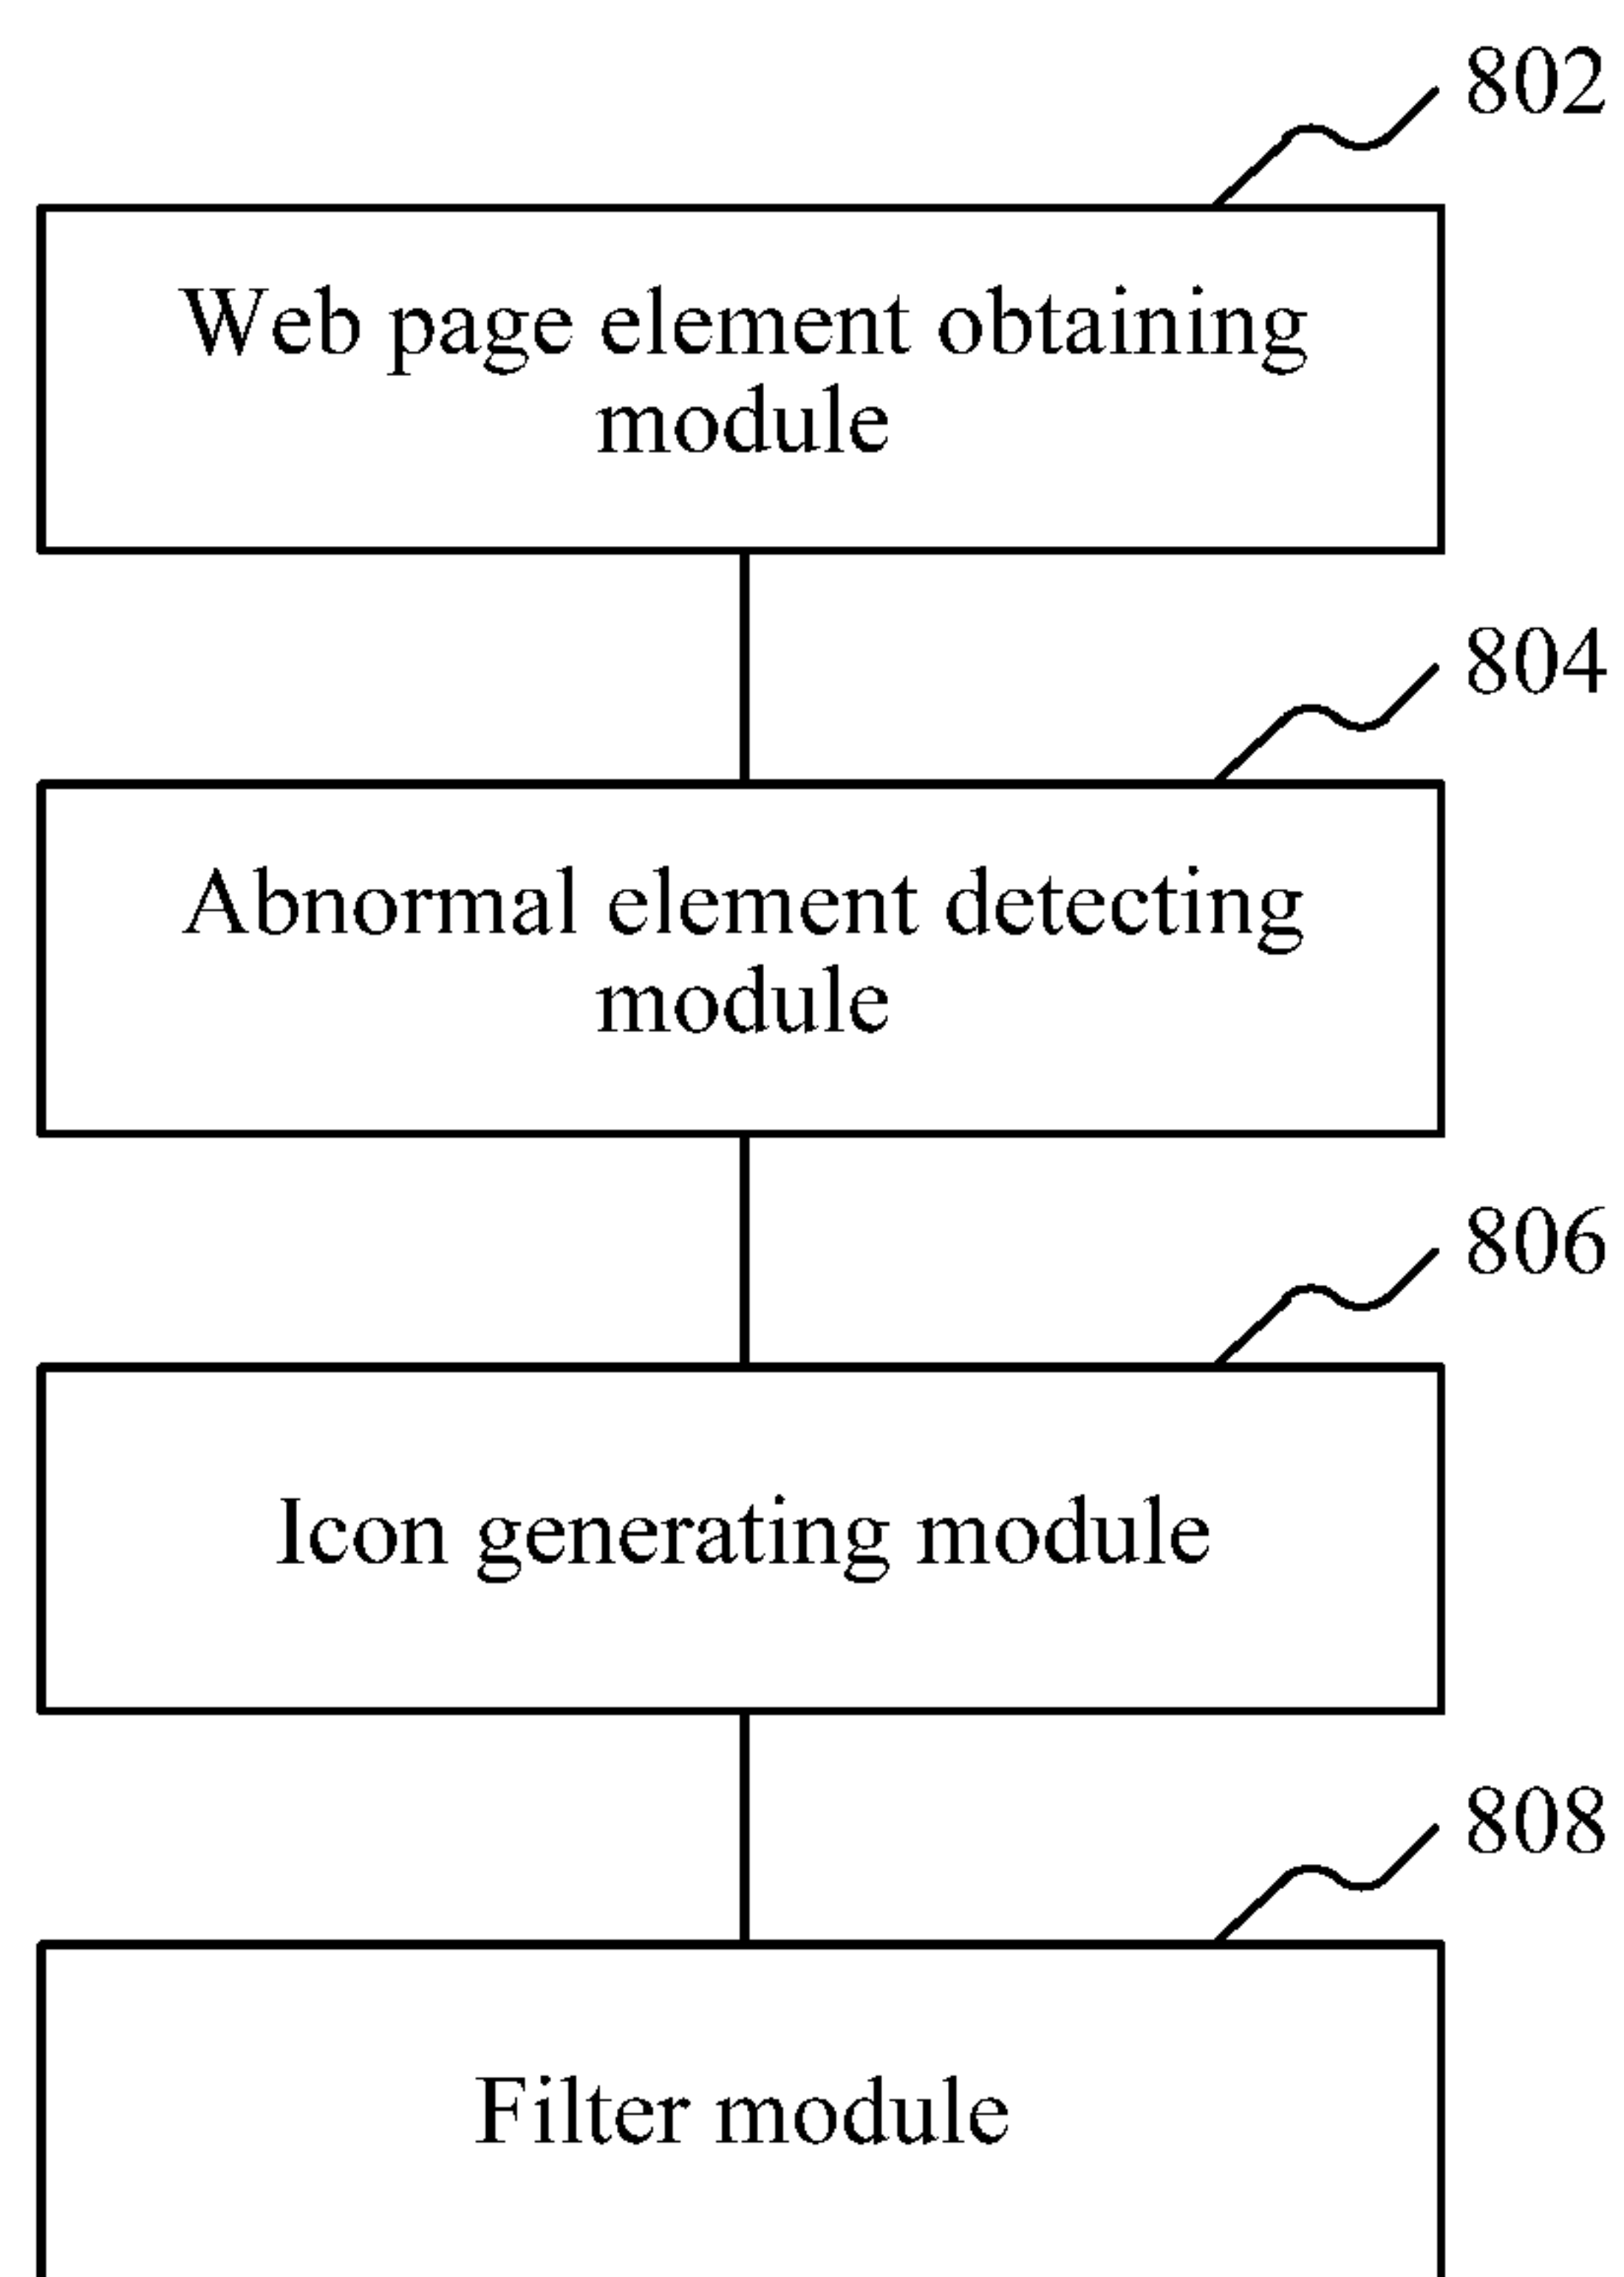 802
Web page element obtaining
module
804
Abnormal element detecting
module
806
Icon generating module
808
Filter module